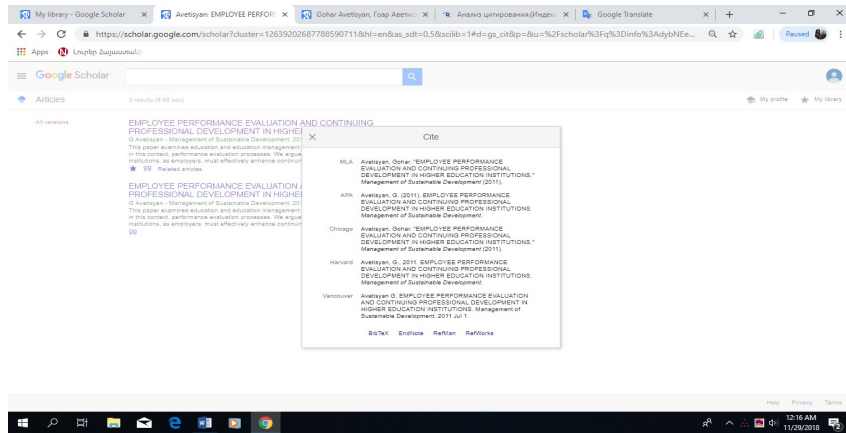 My library - Google Scholar
Avetisyan: EMPLOYEE PERFORM
Gohar Avetisyan, Гоар Аветис
Анализ цитирования.(Индекс
Google Translate
https://scholar.google.com/scholar?cluster=12639202687788590711&hl=en&as_sdt=0,5&sciilib=1#d=gs_cit&p=&u=%2Fscholar%3Fq%3Dinfo%3AdybNEe...
Paused
Apps
Google Scholar
Articles
2 results
My profile
My library
All versions
EMPLOYEE PERFORMANCE EVALUATION AND CONTINUING
PROFESSIONAL DEVELOPMENT IN HIGHE
G Avetisyan - Management of Sustainable Development, 20
This paper examines education and education management
in this context, performance evaluation processes. We argue
institutions, as employers, must effectively enhance continuin
Related articles
EMPLOYEE PERFORMANCE EVALUATION
PROFESSIONAL DEVELOPMENT IN HIGHE
G Avetisyan - Management of Sustainable Development, 20
This paper examines education and education management
in this context, performance evaluation processes. We argue
institutions, as employers, must effectively enhance continuin
Cite
MLA Avetisyan, Gohar. "EMPLOYEE PERFORMANCE
EVALUATION AND CONTINUING PROFESSIONAL
DEVELOPMENT IN HIGHER EDUCATION INSTITUTIONS."
Management of Sustainable Development (2011).
APA Avetisyan, G. (2011). EMPLOYEE PERFORMANCE
EVALUATION AND CONTINUING PROFESSIONAL
DEVELOPMENT IN HIGHER EDUCATION INSTITUTIONS.
Management of Sustainable Development.
Chicago Avetisyan, Gohar. "EMPLOYEE PERFORMANCE
EVALUATION AND CONTINUING PROFESSIONAL
DEVELOPMENT IN HIGHER EDUCATION INSTITUTIONS."
Management of Sustainable Development (2011).
Harvard Avetisyan, G., 2011. EMPLOYEE PERFORMANCE
EVALUATION AND CONTINUING PROFESSIONAL
DEVELOPMENT IN HIGHER EDUCATION INSTITUTIONS.
Management of Sustainable Development.
Vancouver Avetisyan G. EMPLOYEE PERFORMANCE EVALUATION
AND CONTINUING PROFESSIONAL DEVELOPMENT IN
HIGHER EDUCATION INSTITUTIONS. Management of
Sustainable Development. 2011 Jul 1.
BibTeX EndNote RefMan RefWorks
Help Privacy Terms
12:16 AM
11/29/2018